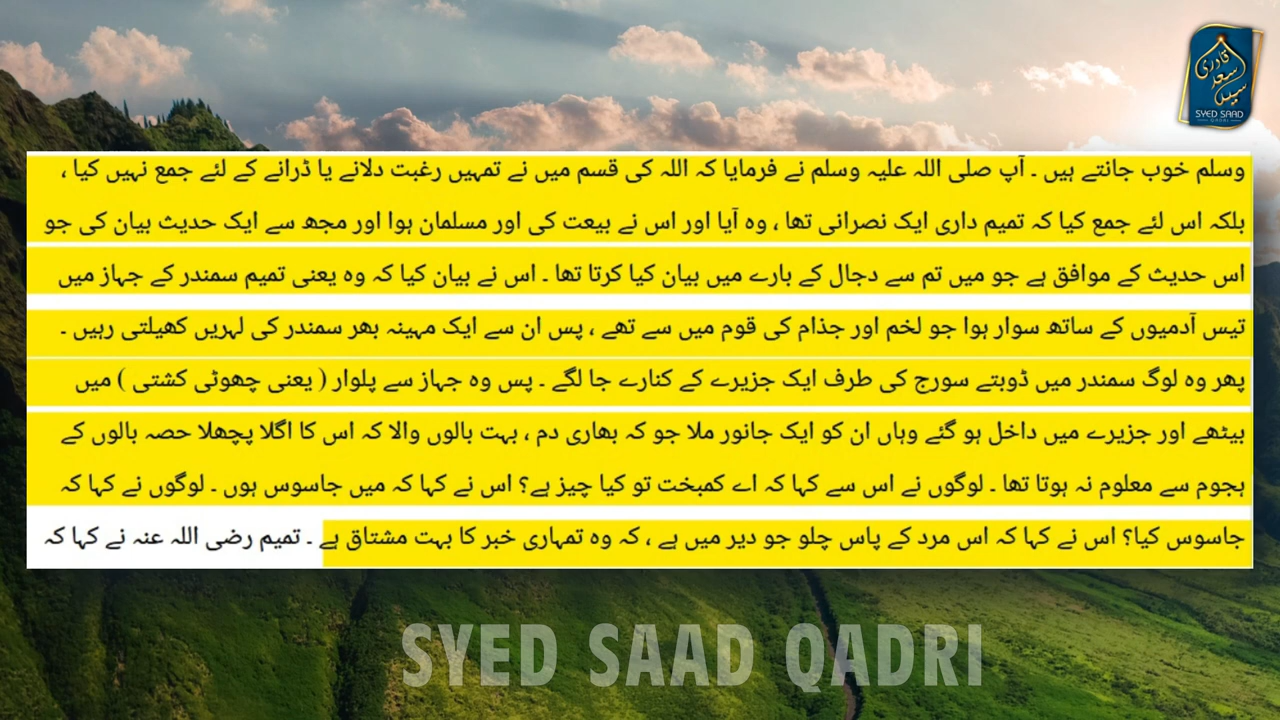 قادری
سعد
سید
SYED SAAD
QADRI
وسلم خوب جانتے ہیں ۔ آپ صلی اللہ علیہ وسلم نے فرمایا کہ اللہ کی قسم میں نے تمہیں رغبت دلانے یا ڈرانے کے لئے جمع نہیں کیا ،
بلکہ اس لئے جمع کیا کہ تمیم داری ایک نصرانی تھا ، وہ آیا اور اس نے بیعت کی اور مسلمان ہوا اور مجھ سے ایک حدیث بیان کی جو
اس حدیث کے موافق ہے جو میں تم سے دجال کے بارے میں بیان کیا کرتا تھا ۔ اس نے بیان کیا کہ وہ یعنی تمیم سمندر کے جہاز میں
تیس آدمیوں کے ساتھ سوار ہوا جو لخم اور جذام کی قوم میں سے تھے ، پس ان سے ایک مہینہ بھر سمندر کی لہریں کھیلتی رہیں ۔
پھر وہ لوگ سمندر میں ڈوبتے سورج کی طرف ایک جزیرے کے کنارے جا لگے ۔ پس وہ جہاز سے پلوار ( یعنی چھوٹی کشتی ) میں
بیٹھے اور جزیرے میں داخل ہو گئے وہاں ان کو ایک جانور ملا جو کہ بھاری دم ، بہت بالوں والا کہ اس کا اگلا پچھلا حصہ بالوں کے
ہجوم سے معلوم نہ ہوتا تھا ۔ لوگوں نے اس سے کہا کہ اے کمبخت تو کیا چیز ہے؟ اس نے کہا کہ میں جاسوس ہوں ۔ لوگوں نے کہا کہ
جاسوس کیا؟ اس نے کہا کہ اس مرد کے پاس چلو جو دیر میں ہے ، کہ وہ تمہاری خبر کا بہت مشتاق ہے ۔ تمیم رضی اللہ عنہ نے کہا کہ
SYED SAAD QADRI